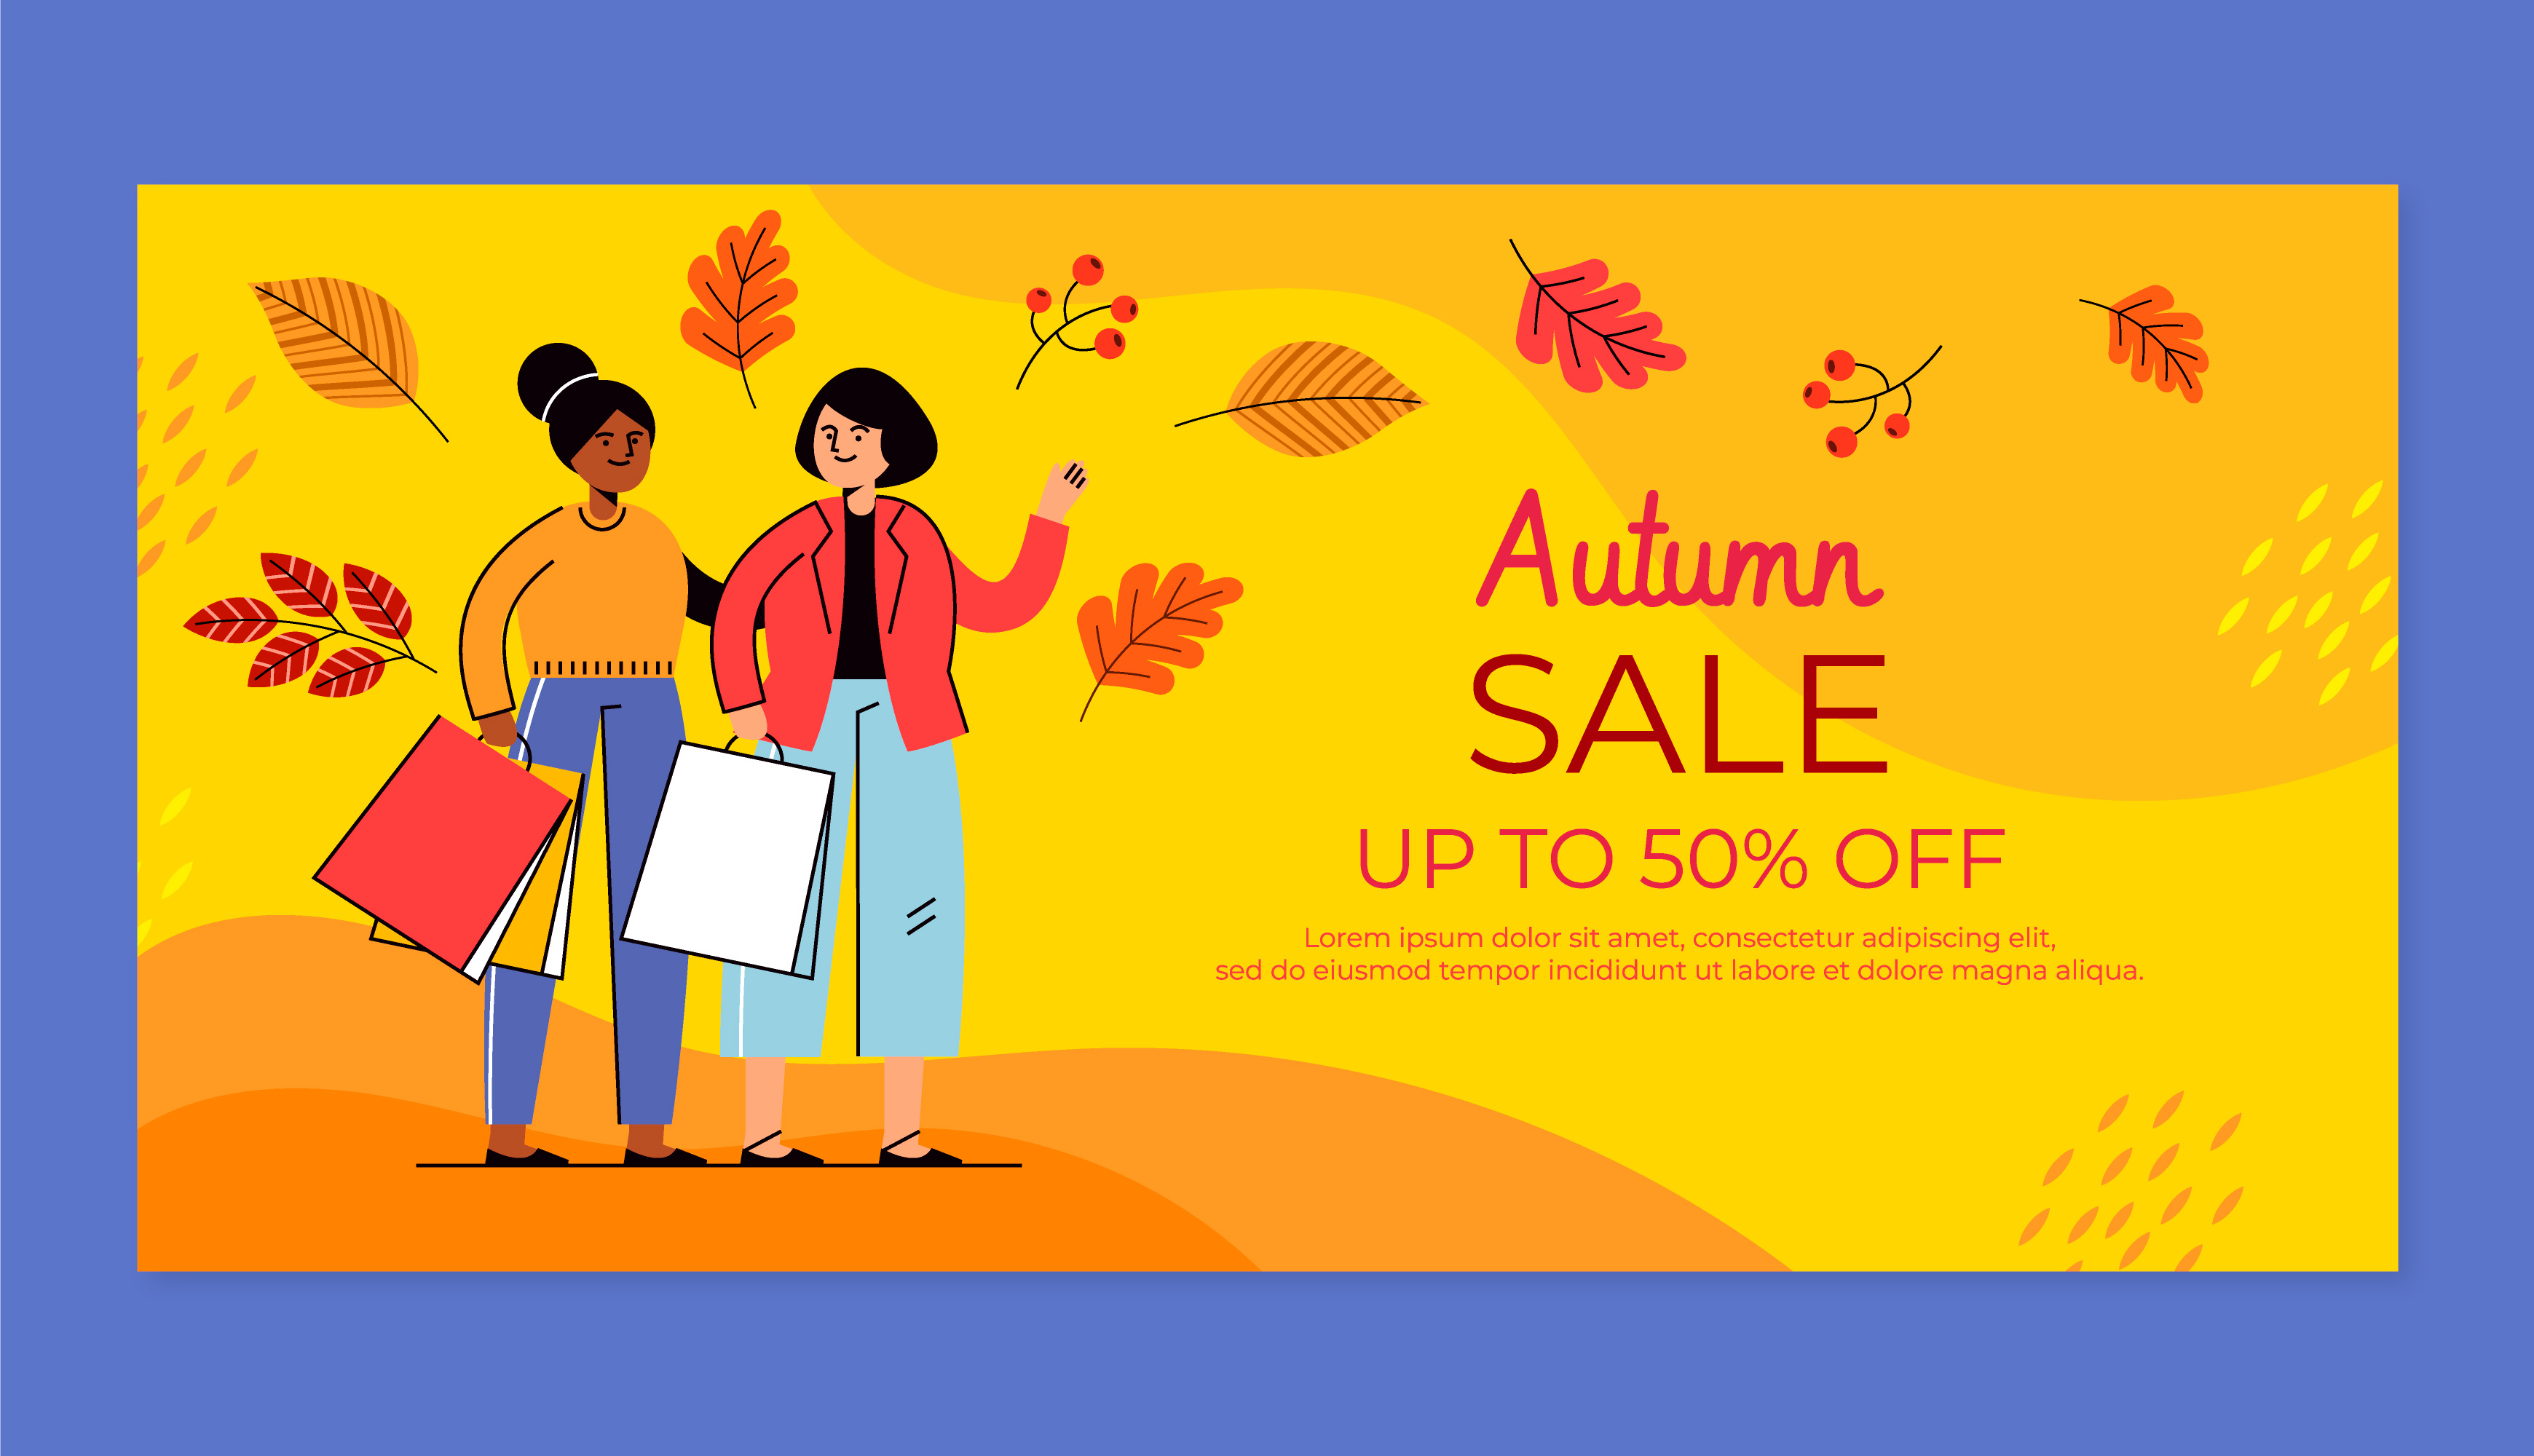 Autumn
SALE
UP TO 50% OFF
Lorem ipsum dolor sit amet, consectetur adipiscing elit,
sed do eiusmod tempor incididunt ut labore et dolore magna aliqua.